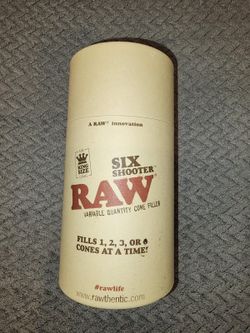 A RAW innovation
KING
SIZE
SIX
SHOOTER™
RAW®
VARIABLE QUANTITY CONE FILLER
FILLS 1, 2, 3, OR 6
CONES AT A TIME!
#rawlife
www.rawthentic.com